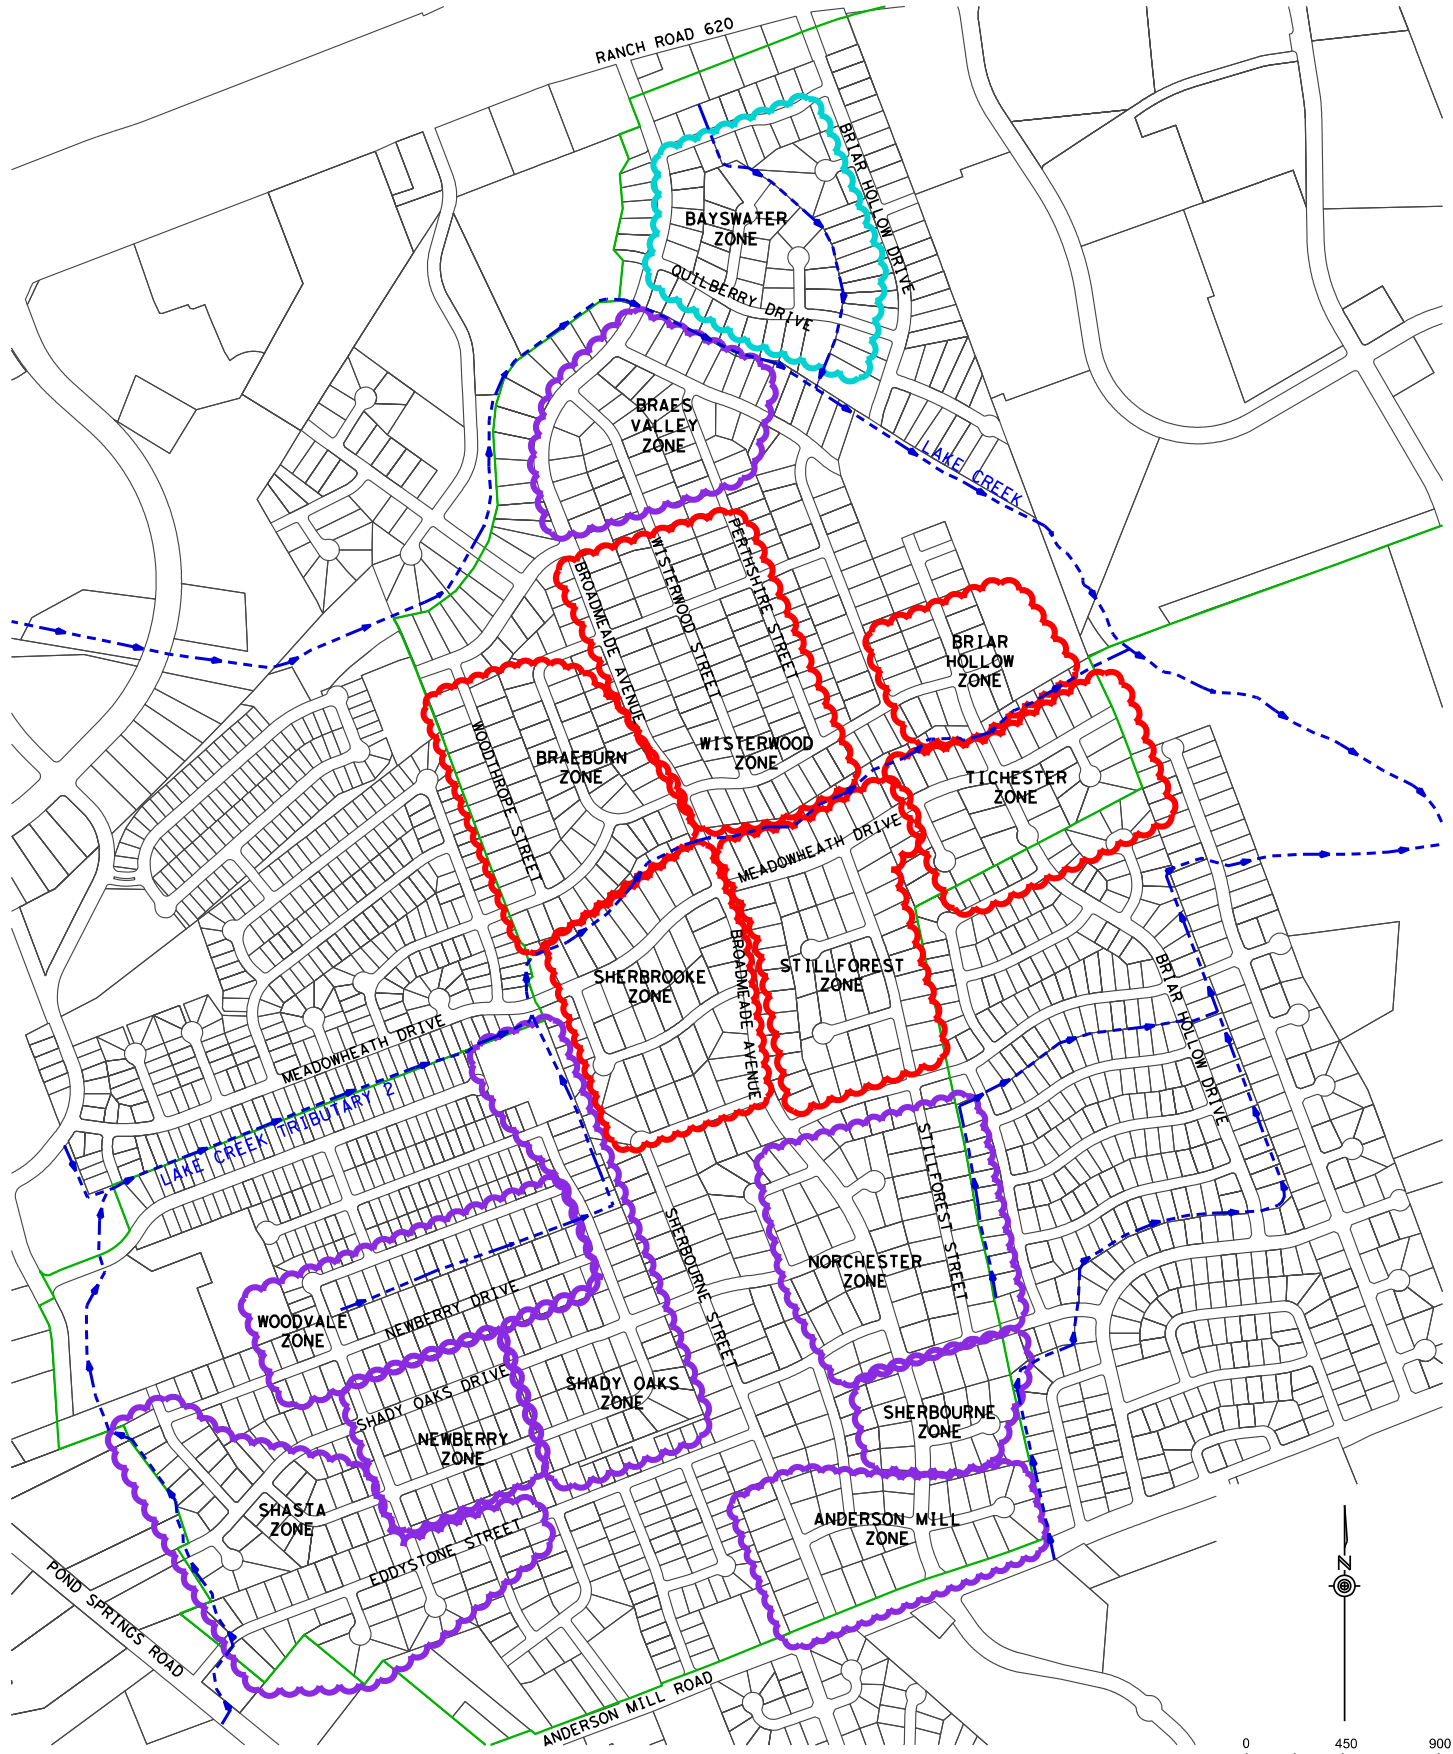 RANCH ROAD 620
BRIAR HOLLOW DRIVE
BAYSWATER
ZONE
QUILBERRY DRIVE
BRAES
VALLEY
ZONE
LAKE CREEK
PERTHSHIRE STREET
WISTERWOOD STREET
BROADMEADE AVENUE
BRIAR
HOLLOW
ZONE
WOODTHROPE STREET
BRAEBURN
ZONE
WISTERWOOD
ZONE
TICHESTER
ZONE
MEADOWHEATH DRIVE
SHERBROOKE
ZONE
BROADMEADE AVENUE
STILLFOREST
ZONE
BRIAR HOLLOW DRIVE
MEADOWHEATH DRIVE
LAKE CREEK TRIBUTARY 2
STILLFOREST STREET
SHERBOURNE STREET
NORCHESTER
ZONE
WOODVALE
ZONE
NEWBERRY DRIVE
SHADY OAKS DRIVE
SHADY OAKS
ZONE
SHERBOURNE
ZONE
NEWBERRY
ZONE
SHASTA
ZONE
ANDERSON MILL
ZONE
EDDYSTONE STREET
POND SPRINGS ROAD
ANDERSON MILL ROAD
N
0 450 900